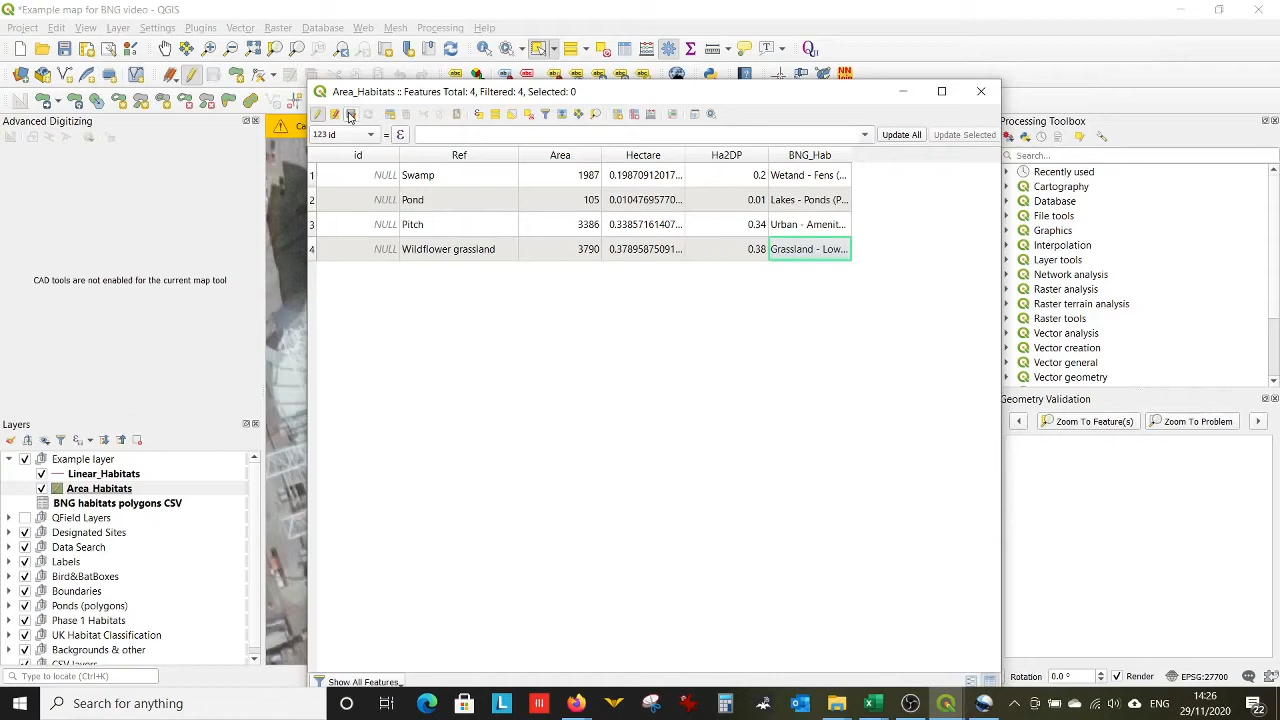 *Example map for BNG video - QGIS
Project Edit View Layer Settings Plugins Vector Raster Database Web Mesh Processing Help
Advanced Digitizing
CAD tools are not enabled for the current map tool
Area_Habitats :: Features Total: 4, Filtered: 4, Selected: 0
123 id = ε Update All Update Selected
id Ref Area Hectare Ha2DP BNG_Hab
1 NULL Swamp 1987 0.19870912017... 0.2 Wetand - Fens (...
2 NULL Pond 105 0.01047695770... 0.01 Lakes - Ponds (P...
3 NULL Pitch 3386 0.33857161407... 0.34 Urban - Amenit...
4 NULL Wildflower grassland 3790 0.37895875091... 0.38 Grassland - Low...
Show All Features
Processing Toolbox
Search...
Recently used
Cartography
Database
File tools
Graphics
Interpolation
Layer tools
Network analysis
Raster analysis
Raster terrain analysis
Raster tools
Vector analysis
Vector creation
Vector general
Vector geometry
Geometry Validation
Zoom To Feature(s) Zoom To Problem
Layers
Example layer
Linear_Habitats
Area_Habitats
BNG habitats polygons CSV
QField Layers
Designated Sites
Data Search
Labels
Bird&BatBoxes
Boundaries
Ponds (polygons)
Phase 1 Habitats
UK Habitat Classification
Backgrounds & other
CSV layers
Type to locate (Ctrl+K)
Rotation 0.0 ° Render EPSG:27700
Type here to search
ENG
14:26
29/11/2020